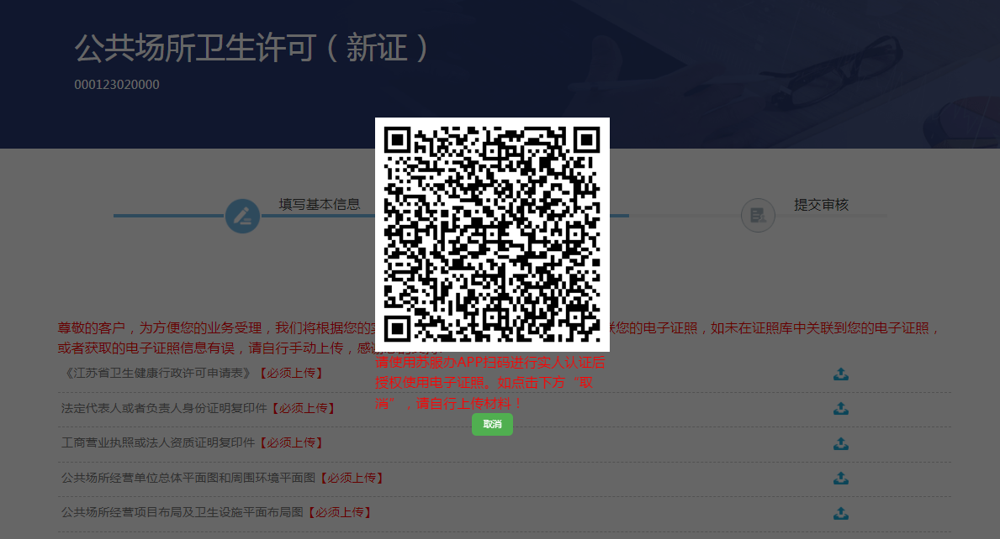 公共场所卫生许可（新证）
000123020000
填写基本信息
提交审核
尊敬的客户，为方便您的业务受理，我们将根据您的
联您的电子证照，如未在证照库中关联到您的电子证照，
或者获取的电子证照信息有误，请自行手动上传，感
请使用苏服办APP扫码进行实人认证后
授权使用电子证照。如点击下方“取
消”，请自行上传材料！
取消
《江苏省卫生健康行政许可申请表》【必须上传】
法定代表人或者负责人身份证明复印件【必须上传】
工商营业执照或法人资质证明复印件【必须上传】
公共场所经营单位总体平面图和周围环境平面图【必须上传】
公共场所经营项目布局及卫生设施平面布局图【必须上传】